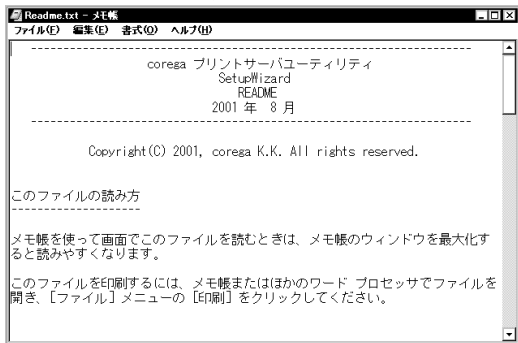 Readme.txt - メモ帳
ファイル(F) 編集(E) 書式(O) ヘルプ(H)
--------------------------------------------------------------
corega プリントサーバユーティリティ
SetupWizard
README
2001 年 8 月
--------------------------------------------------------------
Copyright(C) 2001, corega K.K. All rights reserved.
このファイルの読み方
------------------
メモ帳を使って画面でこのファイルを読むときは、メモ帳のウィンドウを最大化す
ると読みやすくなります。
このファイルを印刷するには、メモ帳またはほかのワード プロセッサでファイルを
開き、[ファイル] メニューの [印刷] をクリックしてください。